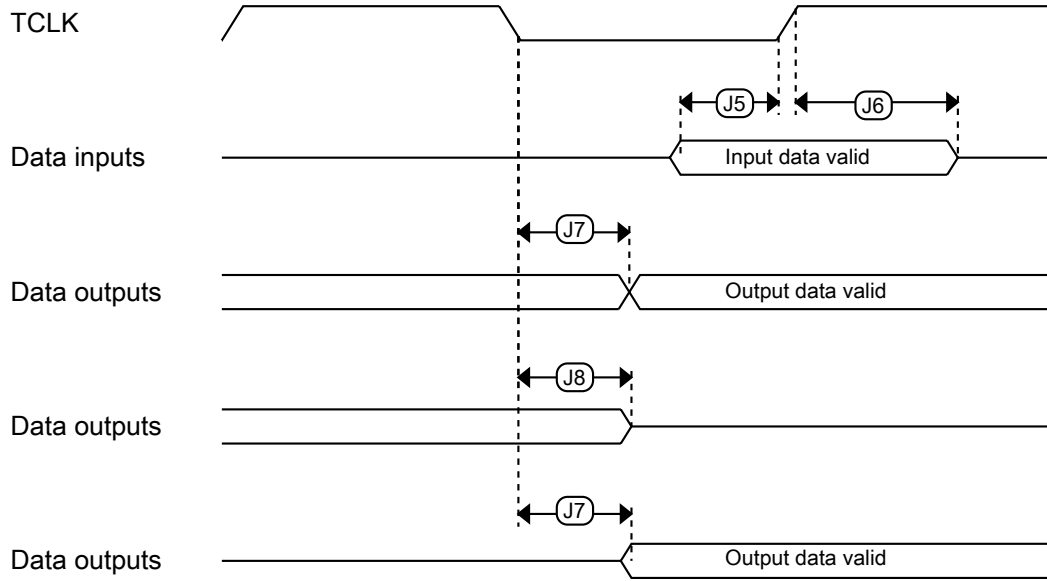 TCLK
J5
J6
Data inputs
Input data valid
J7
Data outputs
Output data valid
J8
Data outputs
J7
Data outputs
Output data valid